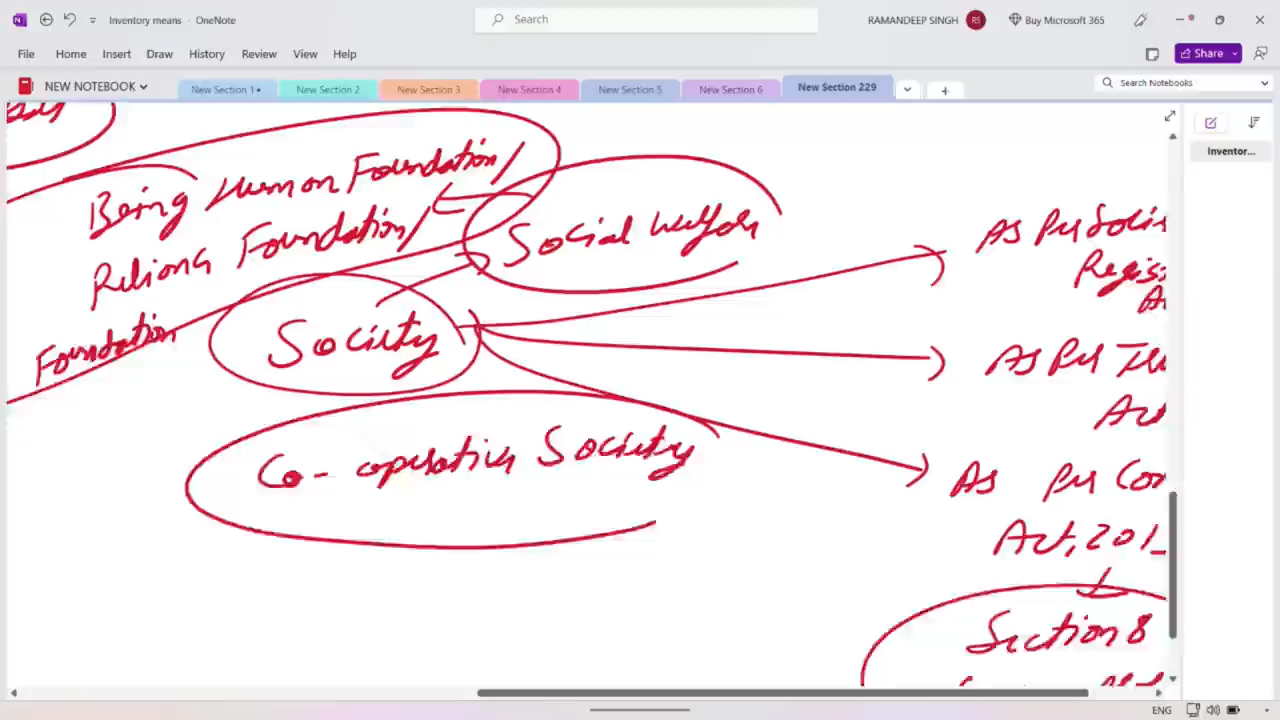 Inventory means - OneNote
Search
RAMANDEEP SINGH
RS
Buy Microsoft 365
File Home Insert Draw History Review View Help
Share
NEW NOTEBOOK
New Section 1
New Section 2
New Section 3
New Section 4
New Section 5
New Section 6
New Section 229
Search Notebooks
Inventor...
Being Human Foundation/
Foundation/
Foundation
Social
Society
Co-operative Society
As Per
As Per
Act
As Per
Act, 201
Section 8
ENG